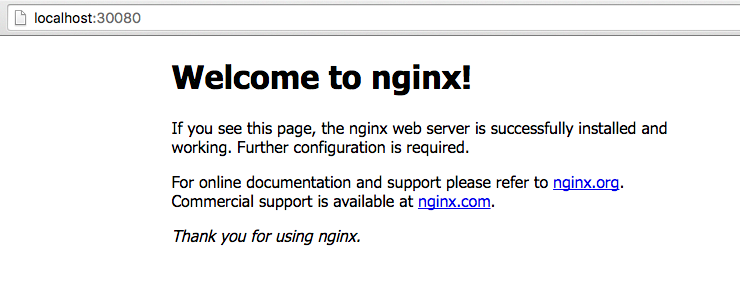 localhost:30080
Welcome to nginx!
If you see this page, the nginx web server is successfully installed and
working. Further configuration is required.
For online documentation and support please refer to nginx.org.
Commercial support is available at nginx.com.
Thank you for using nginx.